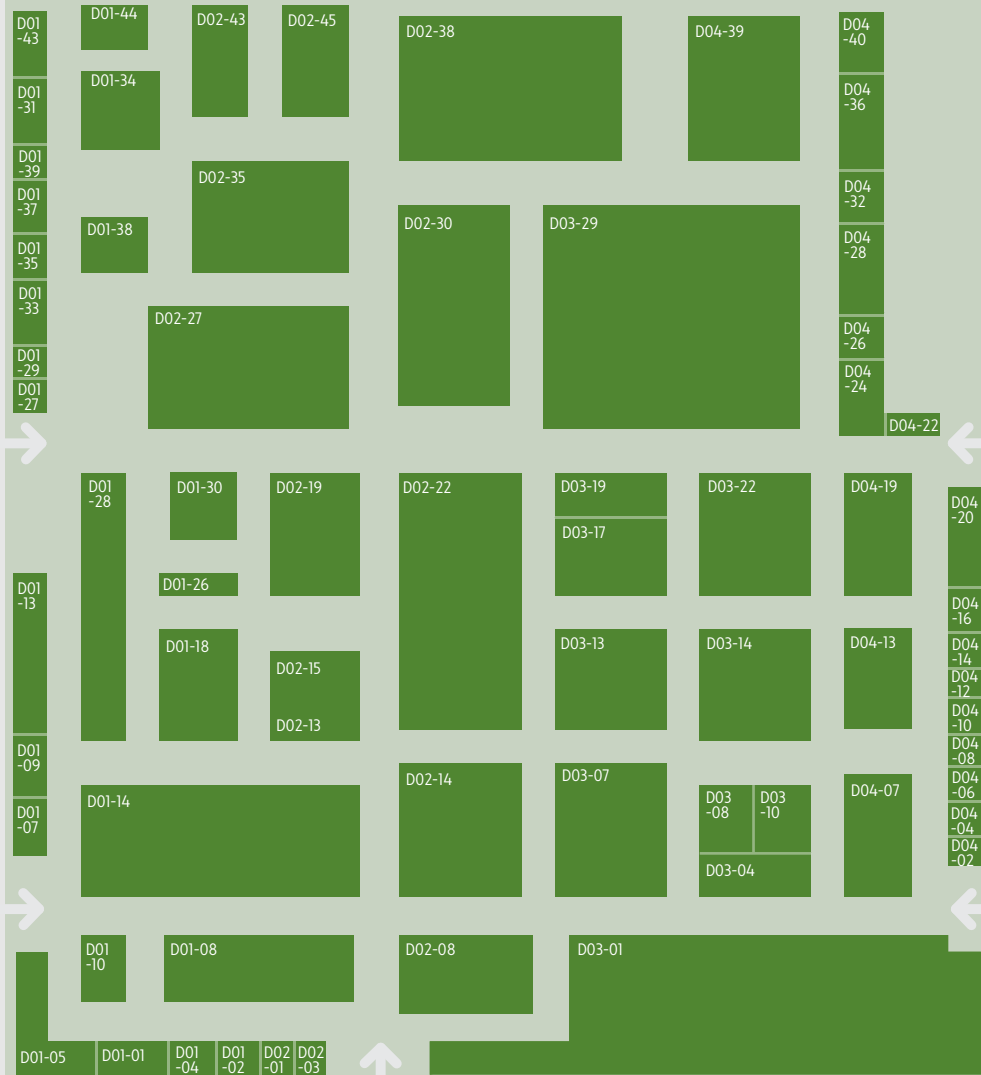 D01
-43
D01-44
D02-43
D02-45
D02-38
D04-39
D04
-40
D01-34
D01
-31
D04
-36
D01
-39
D02-35
D01
-37
D04
-32
D01-38
D02-30
D03-29
D04
-28
D01
-35
D01
-33
D02-27
D04
-26
D01
-29
D04
-24
D01
-27
D04-22
D01
-28
D01-30
D02-19
D02-22
D03-19
D03-22
D04-19
D04
-20
D03-17
D01
-13
D01-26
D04
-16
D01-18
D03-13
D03-14
D04-13
D04
-14
D02-15
D04
-12
D02-13
D04
-10
D01
-09
D04
-08
D02-14
D03-07
D04
-06
D01-14
D03
-08
D03
-10
D04-07
D01
-07
D04
-04
D04
-02
D03-04
D01
-10
D01-08
D02-08
D03-01
D01-05
D01-01
D01
-04
D01
-02
D02
-01
D02
-03